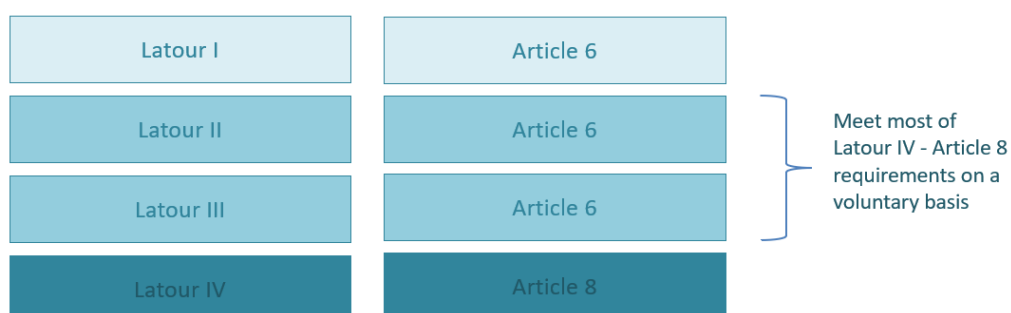 Latour I Article 6
Latour II Article 6
Latour III Article 6
Latour IV Article 8
Meet most of
Latour IV - Article 8
requirements on a
voluntary basis